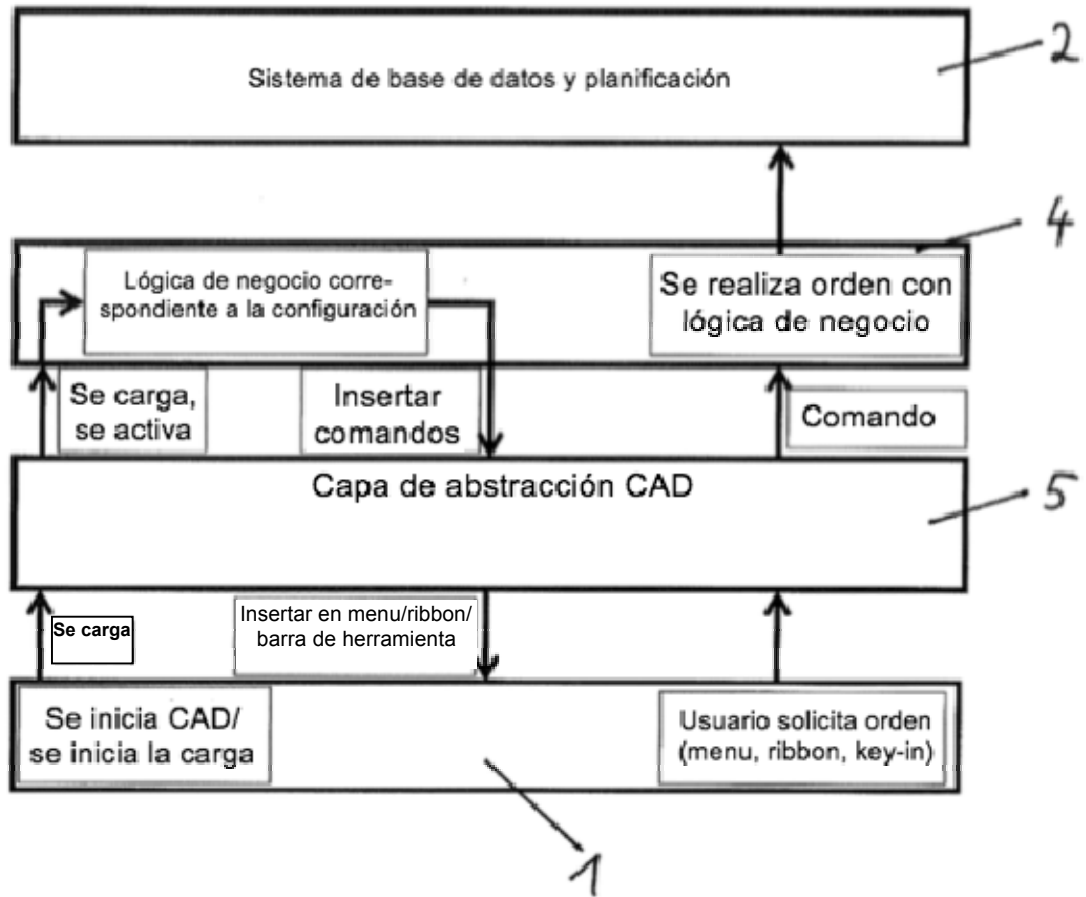 2
Sistema de base de datos y planificación
4
Lógica de negocio corre-
spondiente a la configuración
Se realiza orden con
lógica de negocio
Se carga,
se activa
Insertar
comandos
Comando
Capa de abstracción CAD
5
Se carga
Insertar en menu/ribbon/
barra de herramienta
Se inicia CAD/
se inicia la carga
Usuario solicita orden
(menu, ribbon, key-in)
1